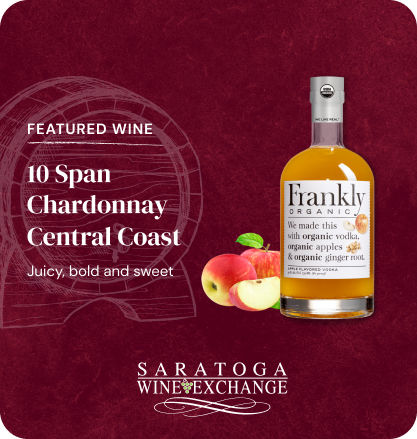 FEATURED WINE
10 Span
Chardonnay
Central Coast
Juicy, bold and sweet
Frankly
ORGANIC
We made this
with organic vodka,
organic apples
& organic ginger root.
APPLE FLAVORED VODKA
SARATOGA
WINE EXCHANGE